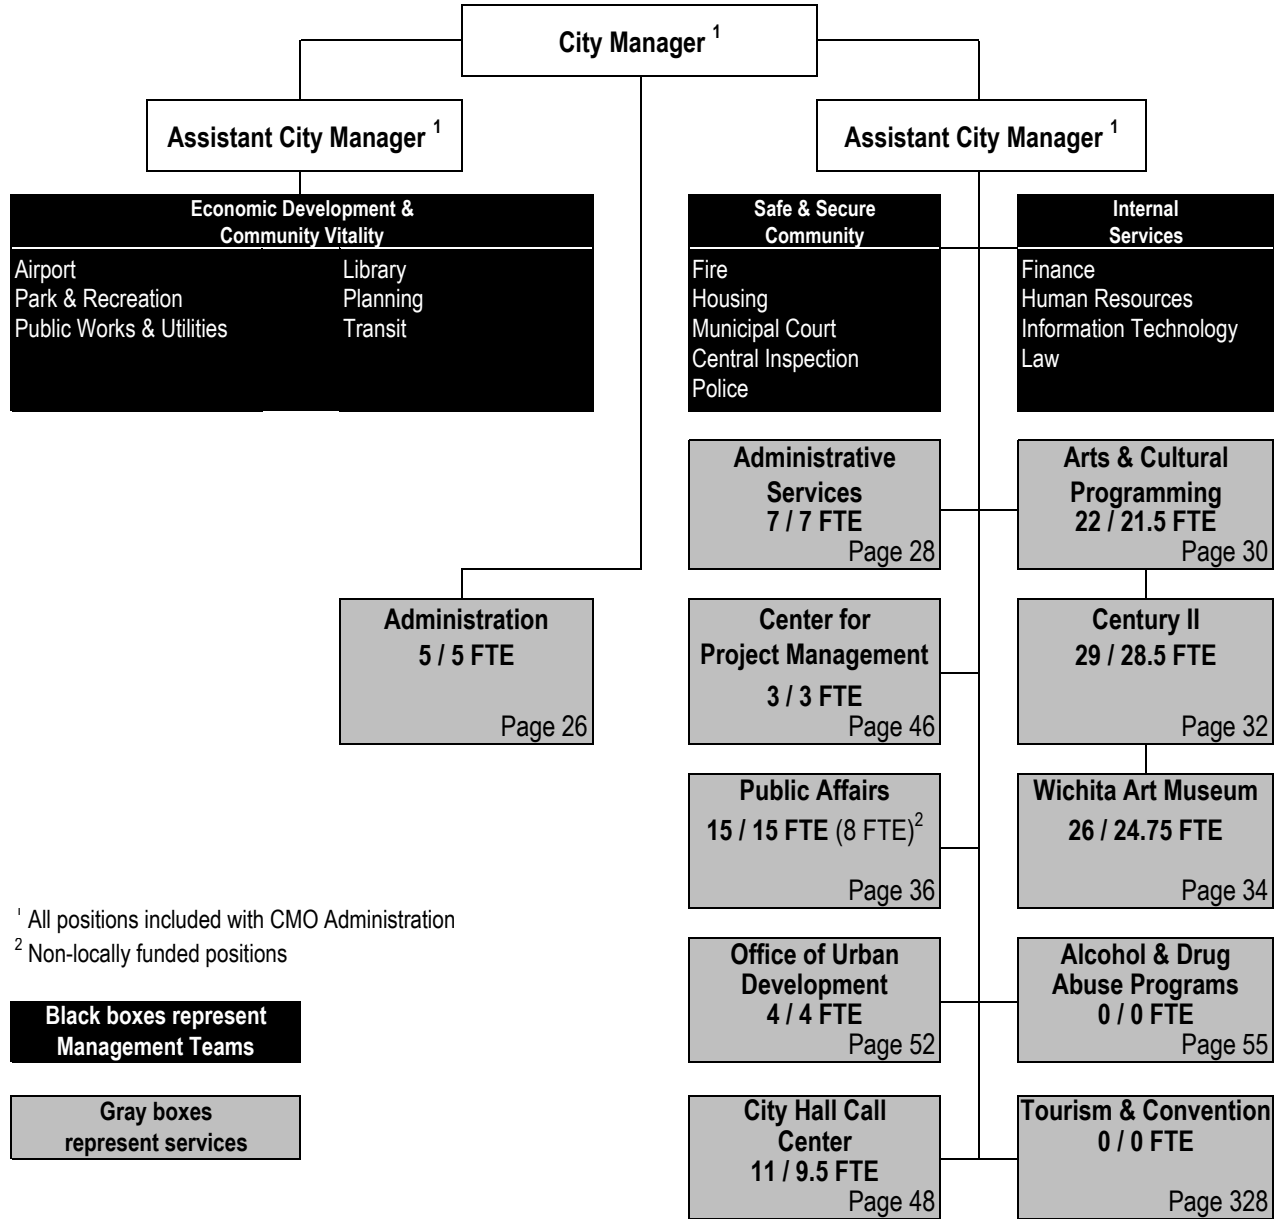 City Manager 1
Assistant City Manager 1
Assistant City Manager 1
Economic Development &
Community Vitality
Airport
Park & Recreation
Public Works & Utilities
Library
Planning
Transit
Safe & Secure
Community
Fire
Housing
Municipal Court
Central Inspection
Police
Internal
Services
Finance
Human Resources
Information Technology
Law
Administrative
Services
7 / 7 FTE
Page 28
Arts & Cultural
Programming
22 / 21.5 FTE
Page 30
Administration
5 / 5 FTE
Page 26
Center for
Project Management
3 / 3 FTE
Page 46
Century II
29 / 28.5 FTE
Page 32
Public Affairs
15 / 15 FTE (8 FTE)2
Page 36
Wichita Art Museum
26 / 24.75 FTE
Page 34
1 All positions included with CMO Administration
2 Non-locally funded positions
Office of Urban
Development
4 / 4 FTE
Page 52
Alcohol & Drug
Abuse Programs
0 / 0 FTE
Page 55
Black boxes represent
Management Teams
Gray boxes
represent services
City Hall Call
Center
11 / 9.5 FTE
Page 48
Tourism & Convention
0 / 0 FTE
Page 328